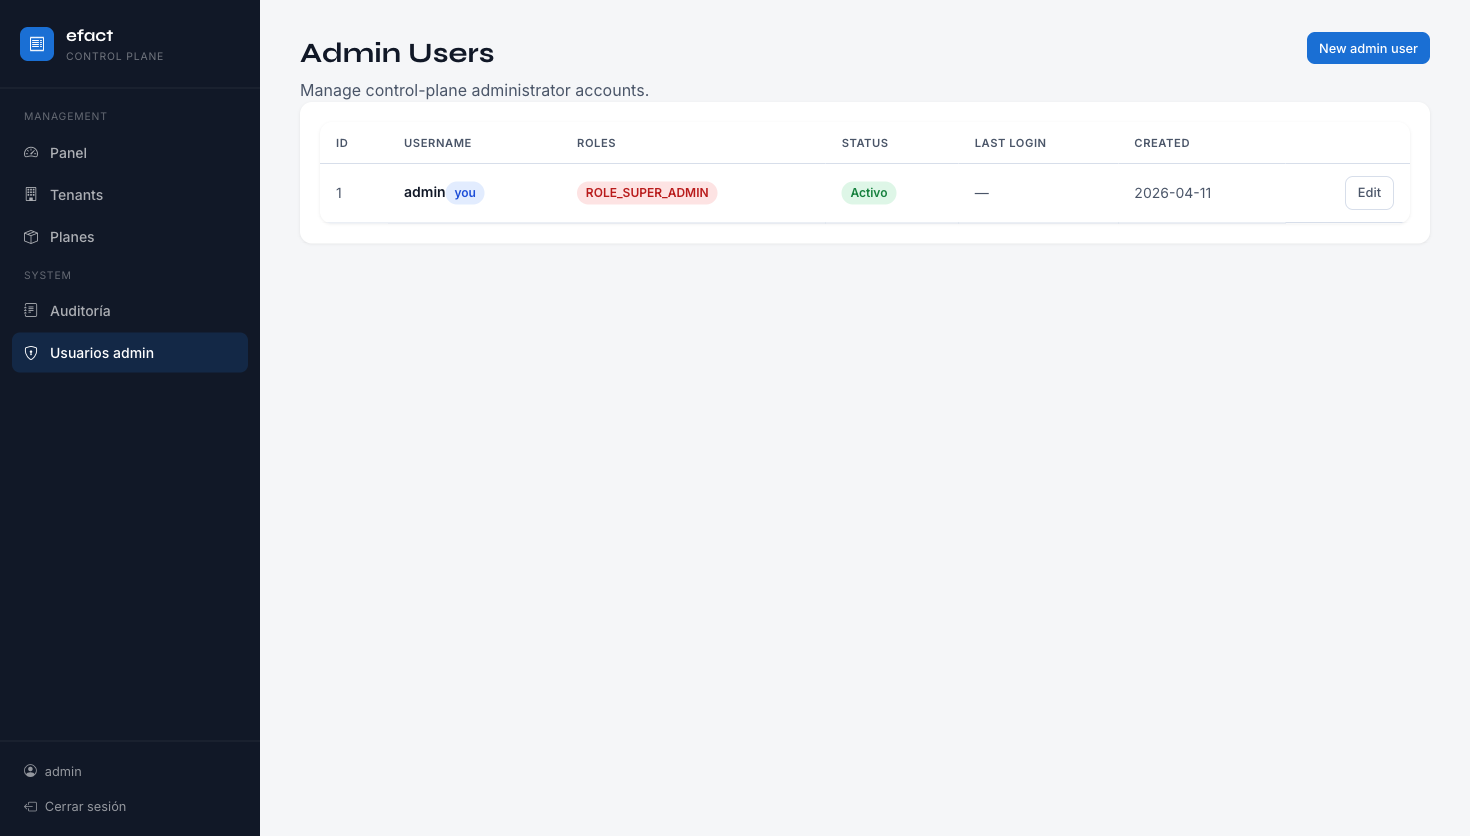 efact
CONTROL PLANE
MANAGEMENT
Panel
Tenants
Planes
SYSTEM
Auditoría
Usuarios admin
admin
Cerrar sesión
Admin Users
New admin user
Manage control-plane administrator accounts.
ID USERNAME ROLES STATUS LAST LOGIN CREATED
1 admin you ROLE_SUPER_ADMIN Activo — 2026-04-11 Edit